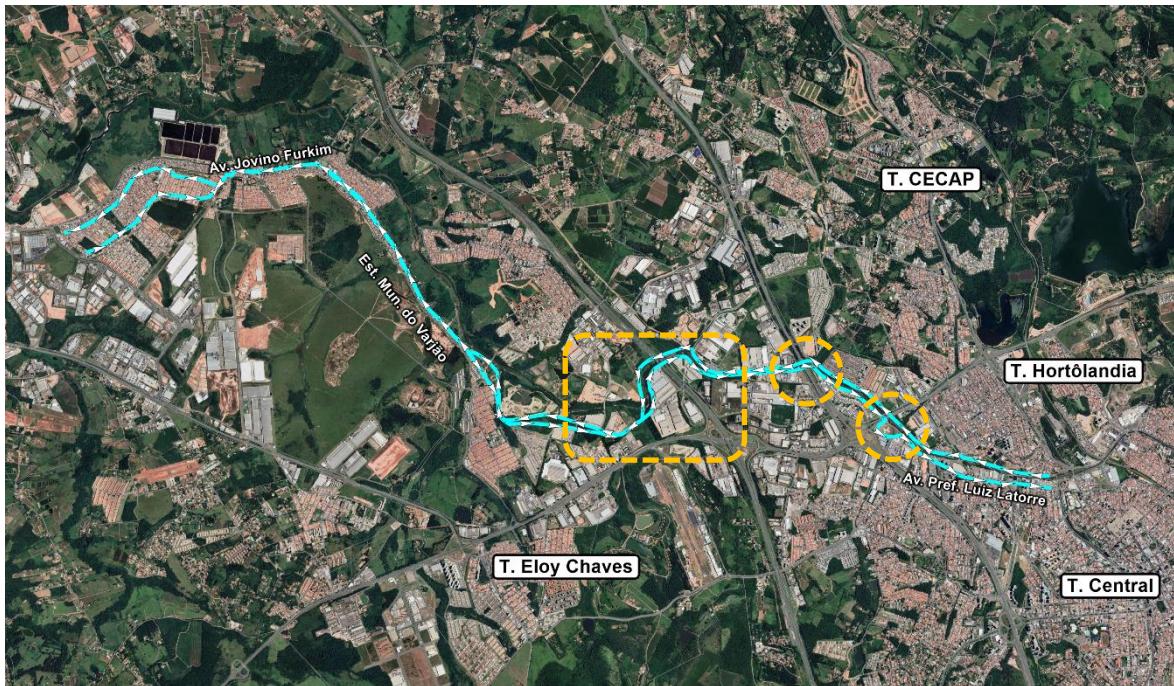 Av. Jovino Furkim
T. CECAP
Est. Mun. do Varjão
T. Hortôlandia
Av. Pref. Luiz Latorre
T. Eloy Chaves
T. Central